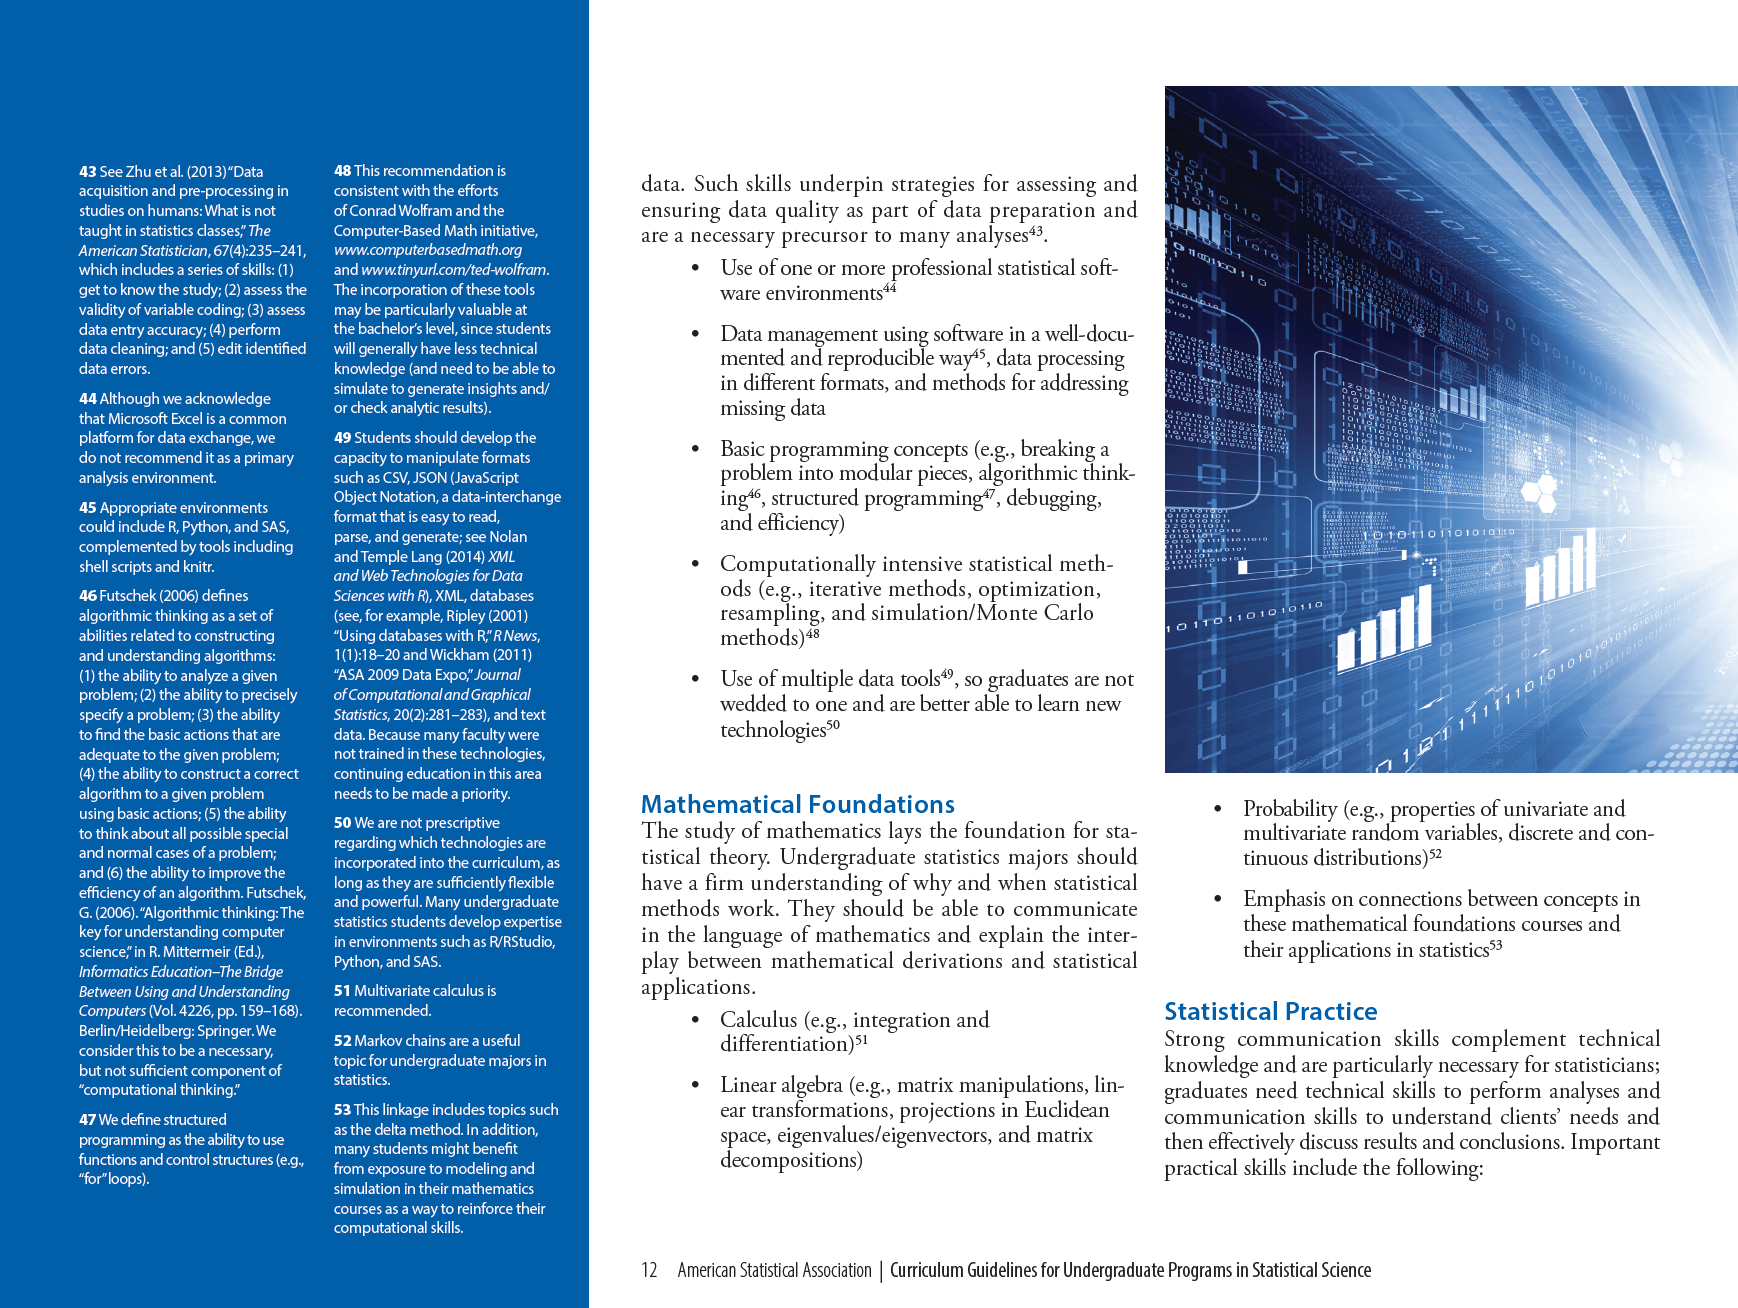 43 See Zhu et al. (2013) “Data
acquisition and pre-processing in
studies on humans: What is not
taught in statistics classes,” The
American Statistician, 67(4):235–241,
which includes a series of skills: (1)
get to know the study; (2) assess the
validity of variable coding; (3) assess
data entry accuracy; (4) perform
data cleaning; and (5) edit identified
data errors.
44 Although we acknowledge
that Microsoft Excel is a common
platform for data exchange, we
do not recommend it as a primary
analysis environment.
45 Appropriate environments
could include R, Python, and SAS,
complemented by tools including
shell scripts and knitr.
46 Futschek (2006) defines
algorithmic thinking as a set of
abilities related to constructing
and understanding algorithms:
(1) the ability to analyze a given
problem; (2) the ability to precisely
specify a problem; (3) the ability
to find the basic actions that are
adequate to the given problem;
(4) the ability to construct a correct
algorithm to a given problem
using basic actions; (5) the ability
to think about all possible special
and normal cases of a problem;
and (6) the ability to improve the
efficiency of an algorithm. Futschek,
G. (2006). “Algorithmic thinking: The
key for understanding computer
science,” in R. Mittermeir (Ed.),
Informatics Education–The Bridge
Between Using and Understanding
Computers (Vol. 4226, pp. 159–168).
Berlin/Heidelberg: Springer. We
consider this to be a necessary,
but not sufficient component of
“computational thinking.”
47 We define structured
programming as the ability to use
functions and control structures (e.g.,
“for” loops).
48 This recommendation is
consistent with the efforts
of Conrad Wolfram and the
Computer-Based Math initiative,
www.computerbasedmath.org
and www.tinyurl.com/ted-wolfram.
The incorporation of these tools
may be particularly valuable at
the bachelor’s level, since students
will generally have less technical
knowledge (and need to be able to
simulate to generate insights and/
or check analytic results).
49 Students should develop the
capacity to manipulate formats
such as CSV, JSON (JavaScript
Object Notation, a data-interchange
format that is easy to read,
parse, and generate; see Nolan
and Temple Lang (2014) XML
and Web Technologies for Data
Sciences with R), XML, databases
(see, for example, Ripley (2001)
“Using databases with R,” R News,
1(1):18–20 and Wickham (2011)
“ASA 2009 Data Expo,” Journal
of Computational and Graphical
Statistics, 20(2):281–283), and text
data. Because many faculty were
not trained in these technologies,
continuing education in this area
needs to be made a priority.
50 We are not prescriptive
regarding which technologies are
incorporated into the curriculum, as
long as they are sufficiently flexible
and powerful. Many undergraduate
statistics students develop expertise
in environments such as R/RStudio,
Python, and SAS.
51 Multivariate calculus is
recommended.
52 Markov chains are a useful
topic for undergraduate majors in
statistics.
53 This linkage includes topics such
as the delta method. In addition,
many students might benefit
from exposure to modeling and
simulation in their mathematics
courses as a way to reinforce their
computational skills.
data. Such skills underpin strategies for assessing and
ensuring data quality as part of data preparation and
are a necessary precursor to many analyses⁴³.
• Use of one or more professional statistical soft-
ware environments⁴⁴
• Data management using software in a well-docu-
mented and reproducible way⁴⁵, data processing
in different formats, and methods for addressing
missing data
• Basic programming concepts (e.g., breaking a
problem into modular pieces, algorithmic think-
ing⁴⁶, structured programming⁴⁷, debugging,
and efficiency)
• Computationally intensive statistical meth-
ods (e.g., iterative methods, optimization,
resampling, and simulation/Monte Carlo
methods)⁴⁸
• Use of multiple data tools⁴⁹, so graduates are not
wedded to one and are better able to learn new
technologies⁵⁰
Mathematical Foundations
The study of mathematics lays the foundation for sta-
tistical theory. Undergraduate statistics majors should
have a firm understanding of why and when statistical
methods work. They should be able to communicate
in the language of mathematics and explain the inter-
play between mathematical derivations and statistical
applications.
• Calculus (e.g., integration and
differentiation)⁵¹
• Linear algebra (e.g., matrix manipulations, lin-
ear transformations, projections in Euclidean
space, eigenvalues/eigenvectors, and matrix
decompositions)
• Probability (e.g., properties of univariate and
multivariate random variables, discrete and con-
tinuous distributions)⁵²
• Emphasis on connections between concepts in
these mathematical foundations courses and
their applications in statistics⁵³
Statistical Practice
Strong communication skills complement technical
knowledge and are particularly necessary for statisticians;
graduates need technical skills to perform analyses and
communication skills to understand clients’ needs and
then effectively discuss results and conclusions. Important
practical skills include the following:
12 American Statistical Association | Curriculum Guidelines for Undergraduate Programs in Statistical Science